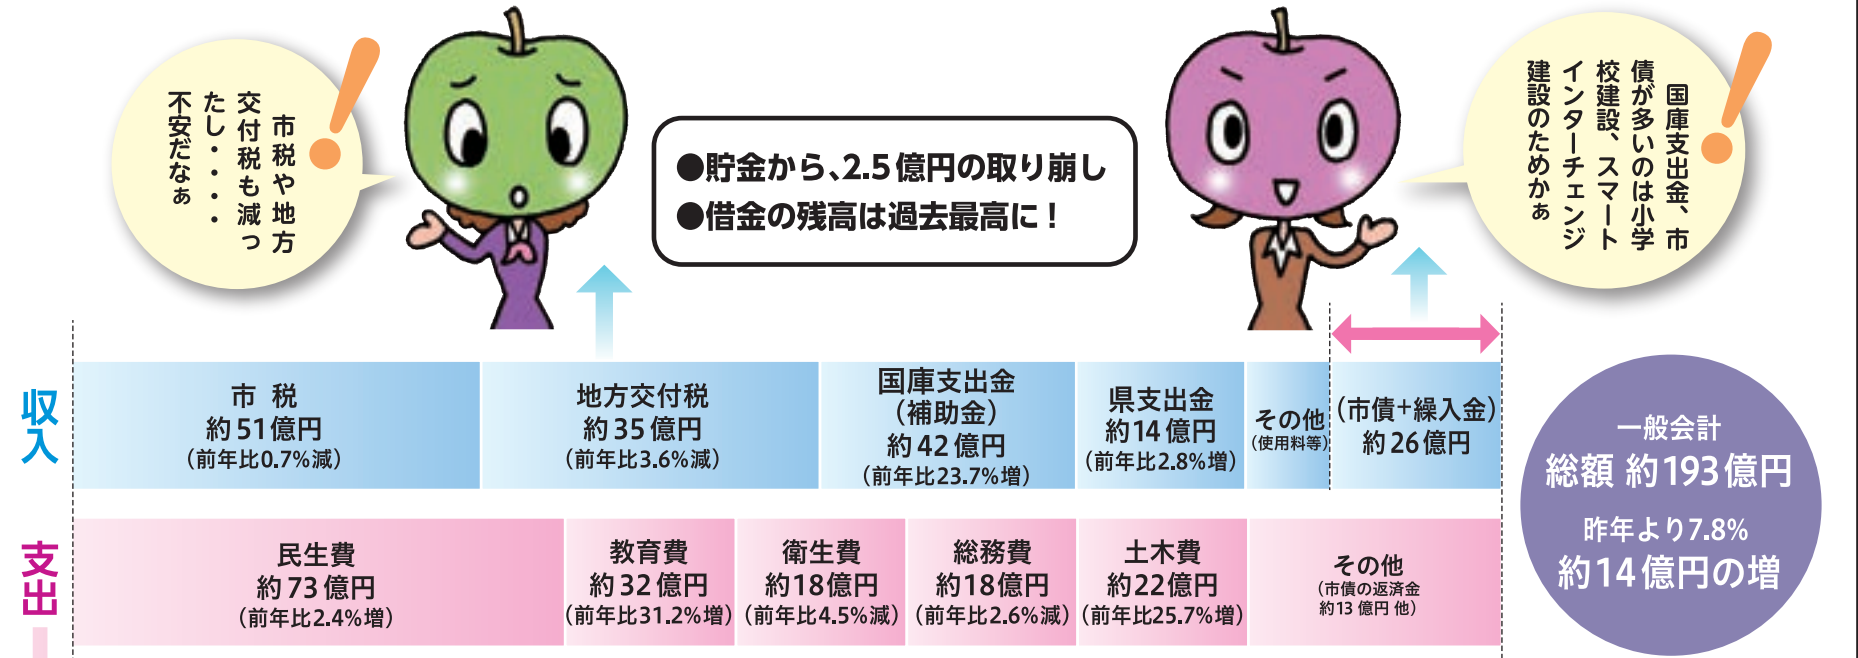 市税や地方
交付税も減っ
たし・・・・
不安だなぁ
●貯金から、2.5億円の取り崩し
●借金の残高は過去最高に！
国庫支出金、市
債が多いのは小学
校建設、スマート
インターチェンジ
建設のためかぁ
収入
市 税
約51億円
（前年比0.7%減）
地方交付税
約35億円
（前年比3.6%減）
国庫支出金
（補助金）
約42億円
（前年比23.7%増）
県支出金
約14億円
（前年比2.8%増）
その他
（使用料等）
（市債+繰入金）
約26億円
支出
民生費
約73億円
（前年比2.4%増）
教育費
約32億円
（前年比31.2%増）
衛生費
約18億円
（前年比4.5%減）
総務費
約18億円
（前年比2.6%減）
土木費
約22億円
（前年比25.7%増）
その他
（市債の返済金
約13億円 他）
一般会計
総額 約193億円
昨年より7.8%
約14億円の増